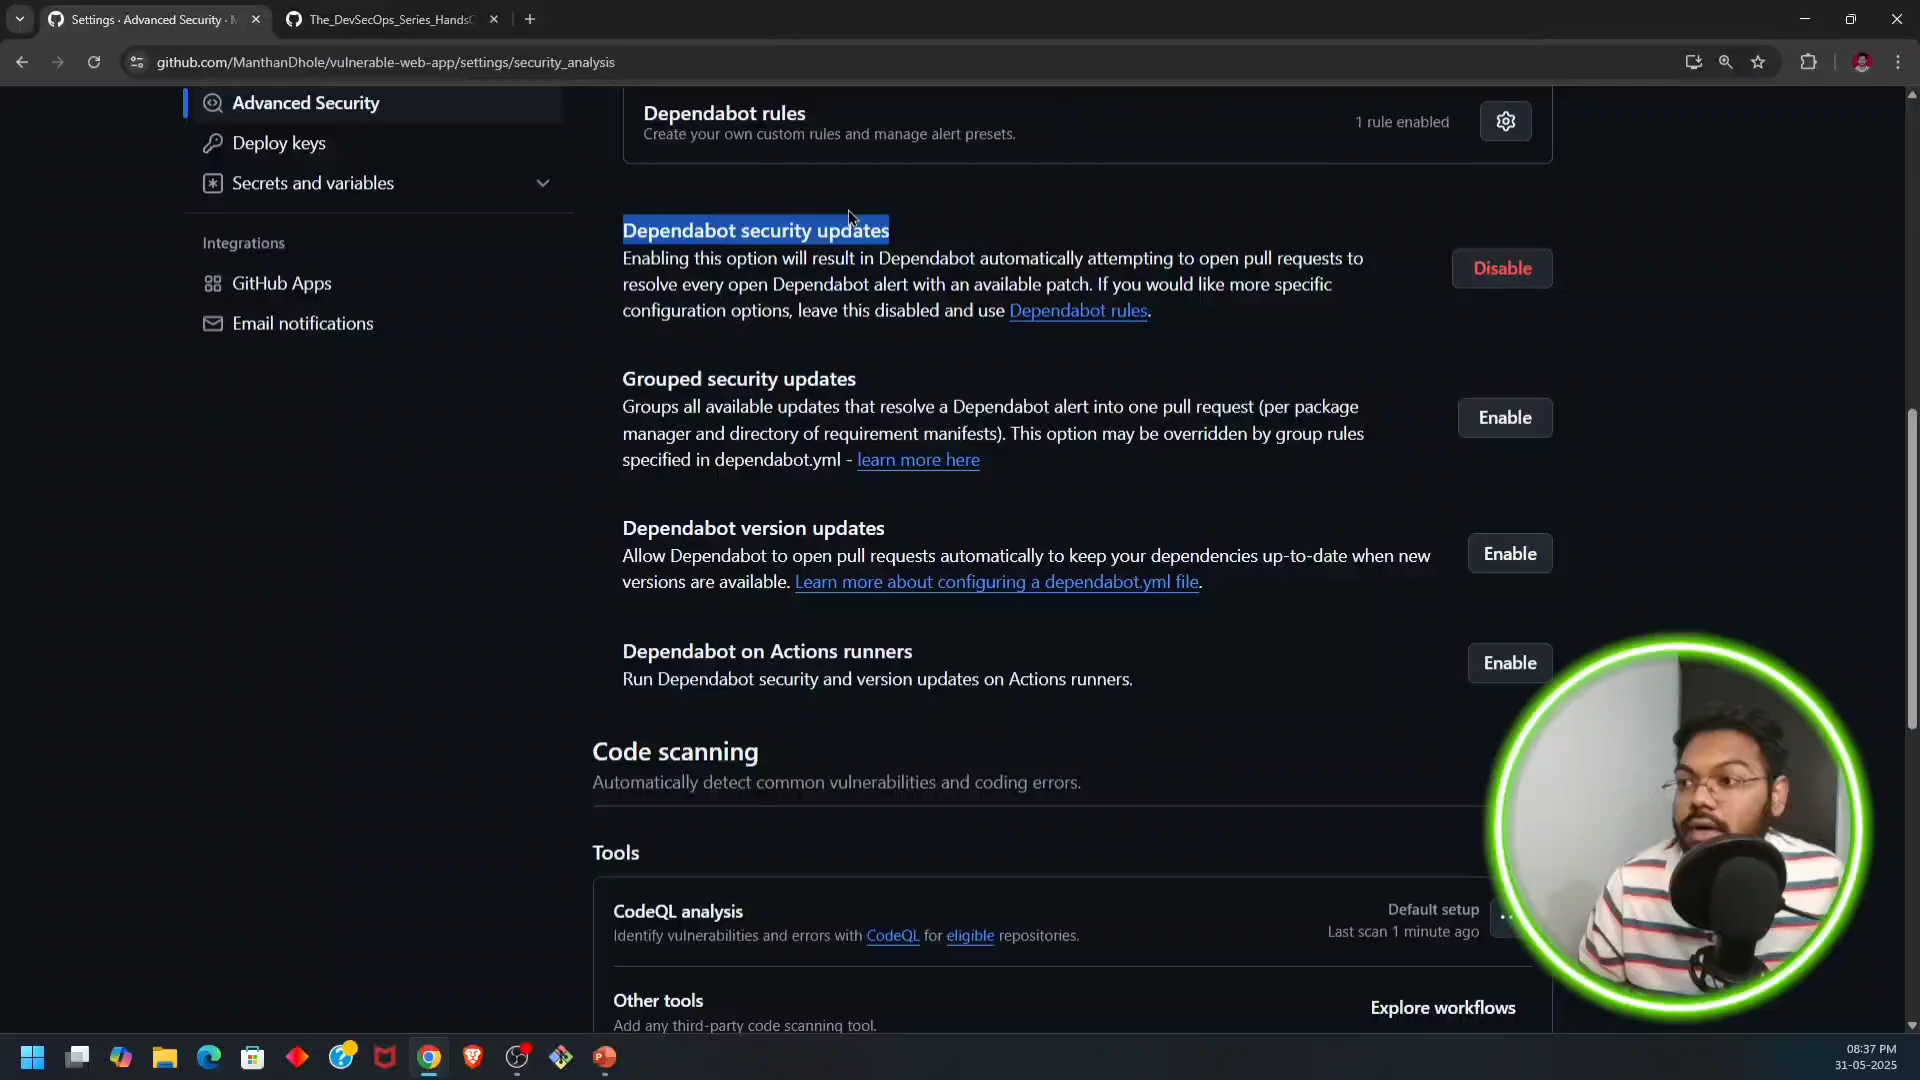 Settings · Advanced Security ·
The_DevSecOps_Series_Hands
github.com/ManthanDhole/vulnerable-web-app/settings/security_analysis
Advanced Security
Deploy keys
Secrets and variables
Integrations
GitHub Apps
Email notifications
Dependabot rules
Create your own custom rules and manage alert presets.
1 rule enabled
Dependabot security updates
Enabling this option will result in Dependabot automatically attempting to open pull requests to
resolve every open Dependabot alert with an available patch. If you would like more specific
configuration options, leave this disabled and use Dependabot rules.
Disable
Grouped security updates
Groups all available updates that resolve a Dependabot alert into one pull request (per package
manager and directory of requirement manifests). This option may be overridden by group rules
specified in dependabot.yml - learn more here
Enable
Dependabot version updates
Allow Dependabot to open pull requests automatically to keep your dependencies up-to-date when new
versions are available. Learn more about configuring a dependabot.yml file.
Enable
Dependabot on Actions runners
Run Dependabot security and version updates on Actions runners.
Enable
Code scanning
Automatically detect common vulnerabilities and coding errors.
Tools
CodeQL analysis
Identify vulnerabilities and errors with CodeQL for eligible repositories.
Default setup
Last scan 1 minute ago
Other tools
Add any third-party code scanning tool.
Explore workflows
08:37 PM
31-05-2025